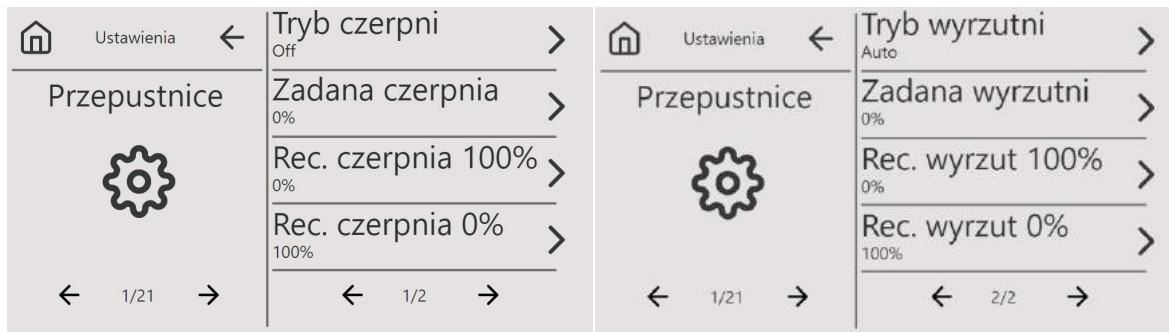 Ustawienia
Przepustnice
1/21
Tryb czerpni
Off
Zadana czerpnia
0%
Rec. czerpnia 100%
0%
Rec. czerpnia 0%
100%
1/2
Ustawienia
Przepustnice
1/21
Tryb wyrzutni
Auto
Zadana wyrzutni
0%
Rec. wyrzut 100%
0%
Rec. wyrzut 0%
100%
2/2